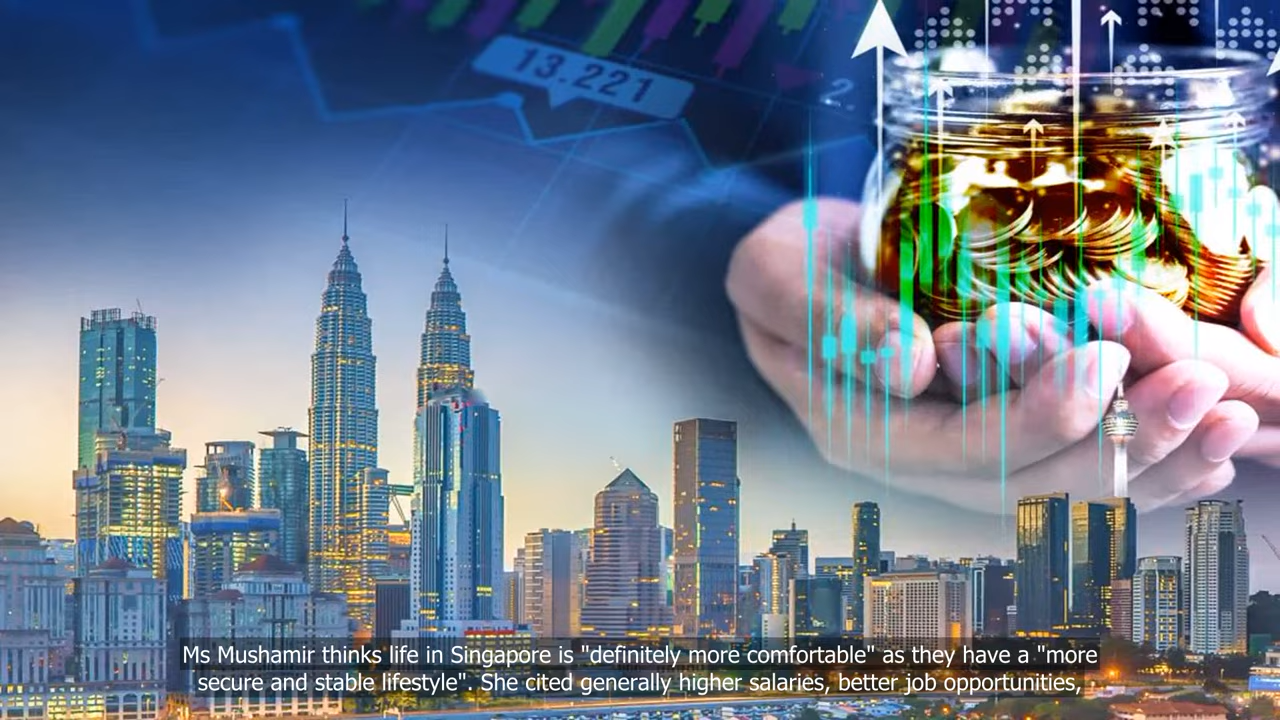 13.221
2.
Ms Mushamir thinks life in Singapore is "definitely more comfortable" as they have a "more
secure and stable lifestyle". She cited generally higher salaries, better job opportunities,